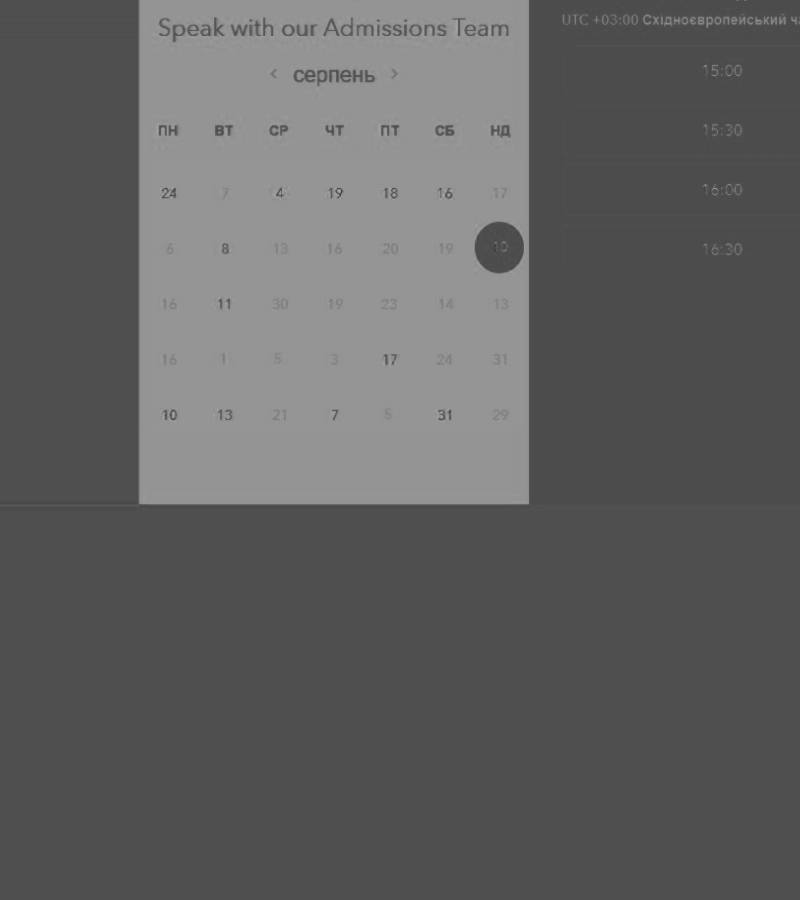 Speak with our Admissions Team
< серпень >
ПН ВТ СР ЧТ ПТ СБ НД
24 7 4 19 18 16 17
6 8 13 16 20 19 10
16 11 30 19 23 14 13
16 1 5 3 17 24 31
10 13 21 7 5 31 29
UTC +03:00 Східноєвропейський
15:00
15:30
16:00
16:30